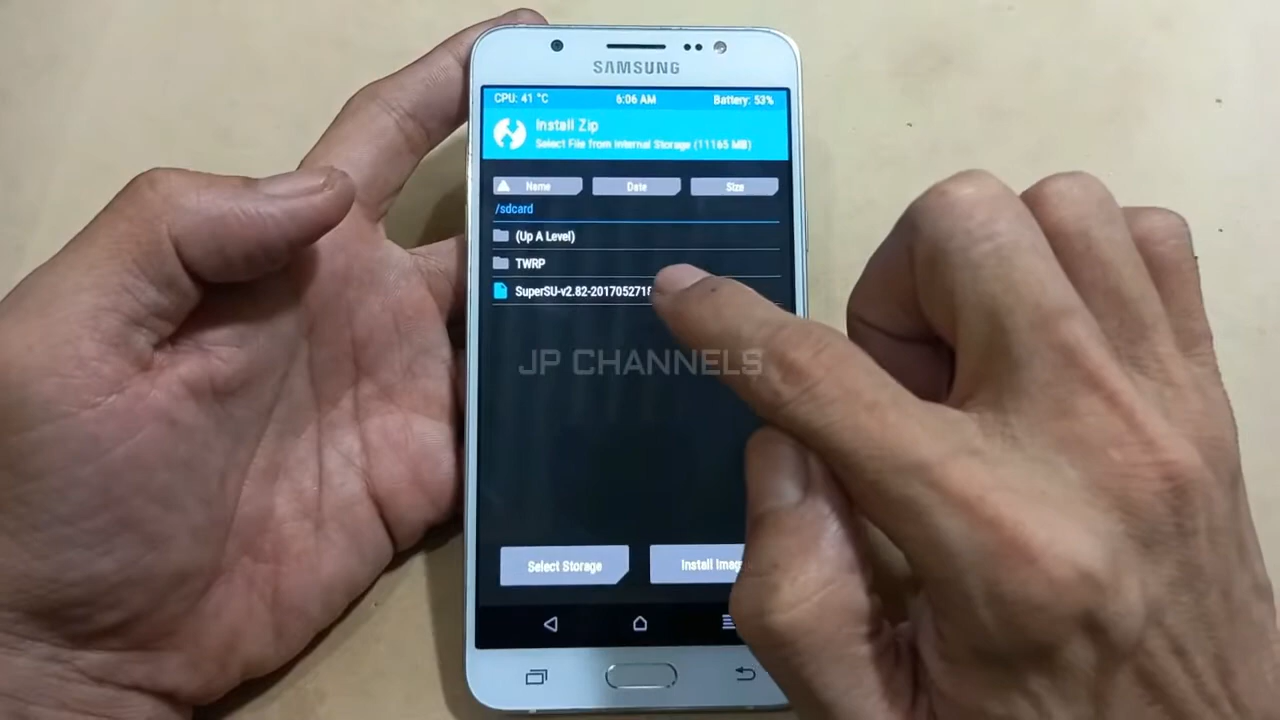 SAMSUNG
CPU: 41 °C 6:06 AM Battery: 53%
Install Zip
Select File from Internal Storage (11165 MB)
Name Date Size
/sdcard
(Up A Level)
TWRP
SuperSU-v2.82-201705271
JP CHANNELS
Select Storage Install Imag